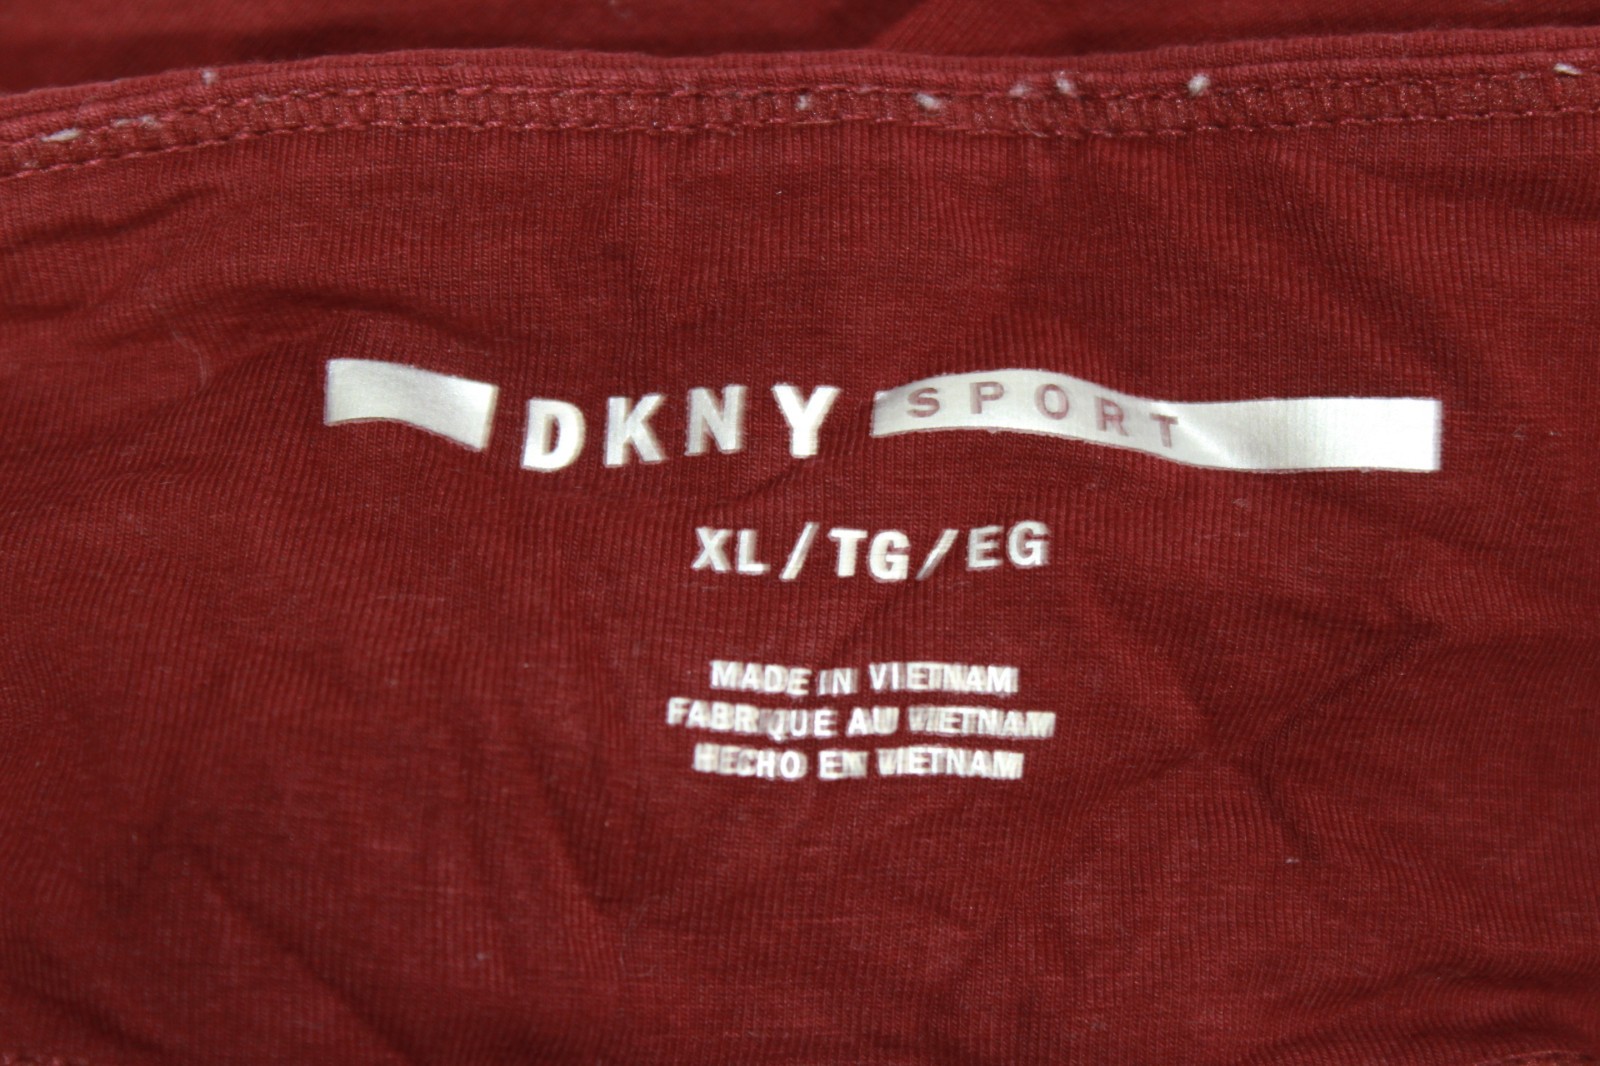 DKNY SPORT
XL/TG/EG
MADE IN VIETNAM
FABRIQUE AU VIETNAM
HECHO EN VIETNAM